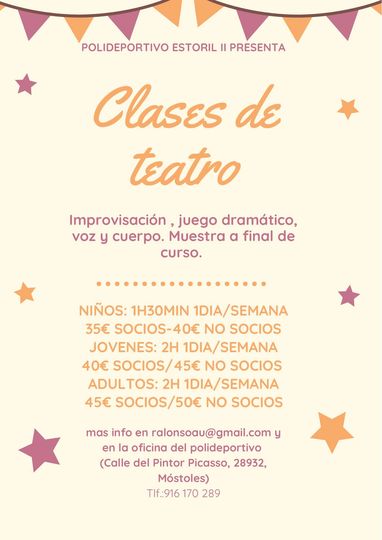 POLIDEPORTIVO ESTORIL II PRESENTA
Clases de
teatro
Improvisación , juego dramático,
voz y cuerpo. Muestra a final de
curso.
NIÑOS: 1H30MIN 1DIA/SEMANA
35€ SOCIOS-40€ NO SOCIOS
JOVENES: 2H 1DIA/SEMANA
40€ SOCIOS/45€ NO SOCIOS
ADULTOS: 2H 1DIA/SEMANA
45€ SOCIOS/50€ NO SOCIOS
mas info en ralonsoau@gmail.com y
en la oficina del polideportivo
(Calle del Pintor Picasso, 28932,
Móstoles)
Tlf.:916 170 289